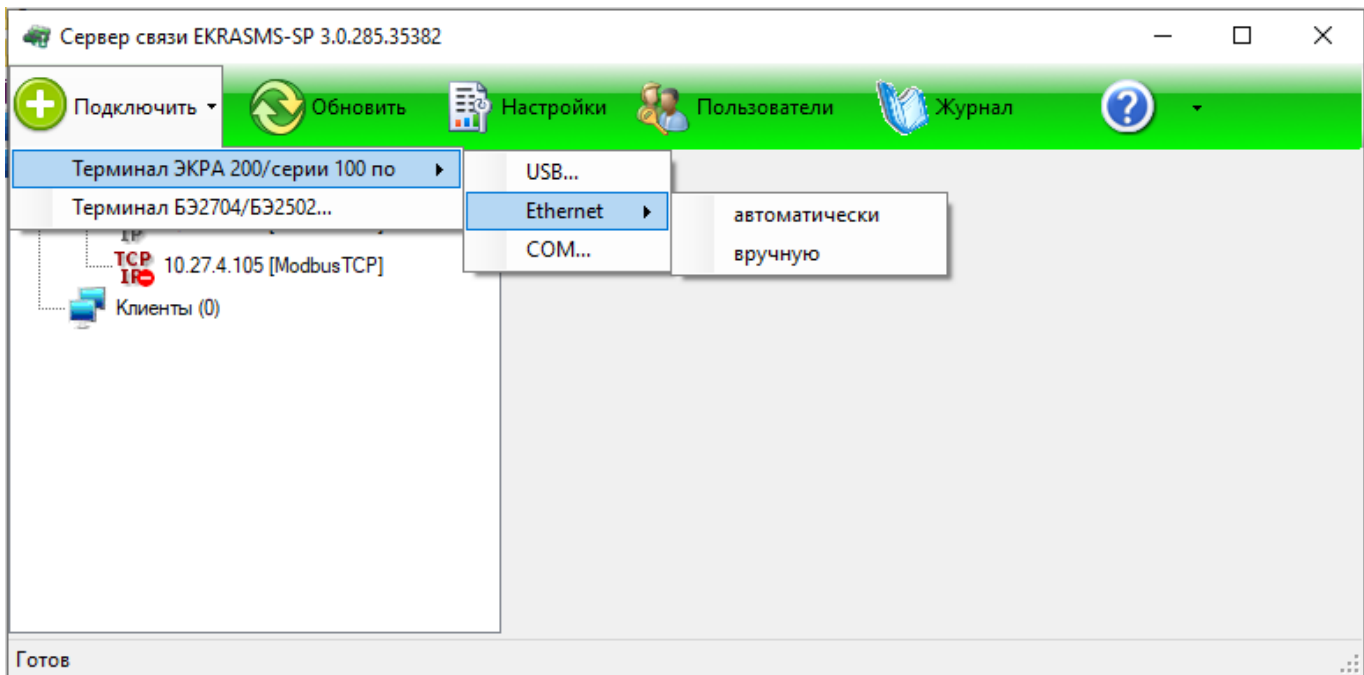 Сервер связи EKRASMS-SP 3.0.285.35382
Подключить Обновить Настройки Пользователи Журнал
Терминал ЭКРА 200/серии 100 по
USB...
Терминал БЭ2704/БЭ2502...
Ethernet
автоматически
IP
COM...
вручную
TCP
IP
10.27.4.105 [ModbusTCP]
Клиенты (0)
Готов